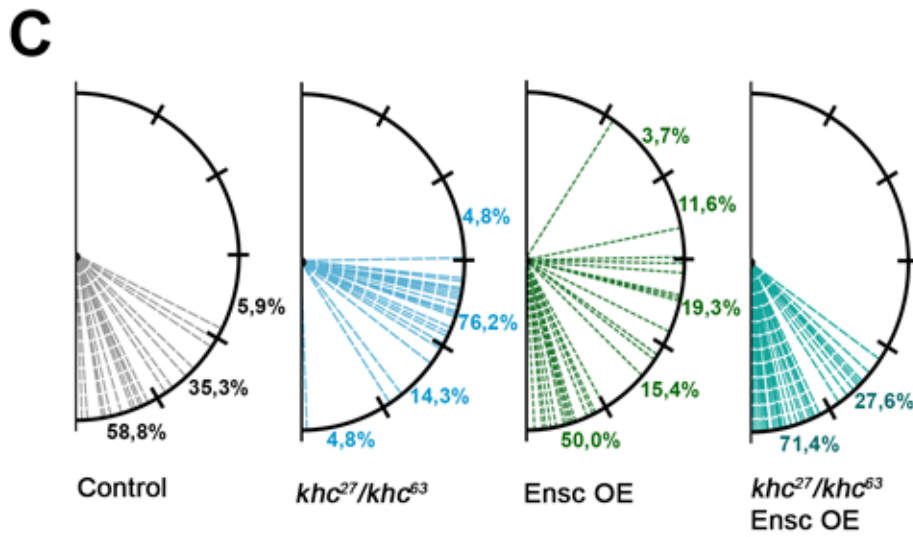 C
5,9%
35,3%
58,8%
Control
4,8%
76,2%
14,3%
4,8%
khc²⁷/khc⁶³
3,7%
11,6%
19,3%
15,4%
50,0%
Ensc OE
27,6%
71,4%
khc²⁷/khc⁶³
Ensc OE